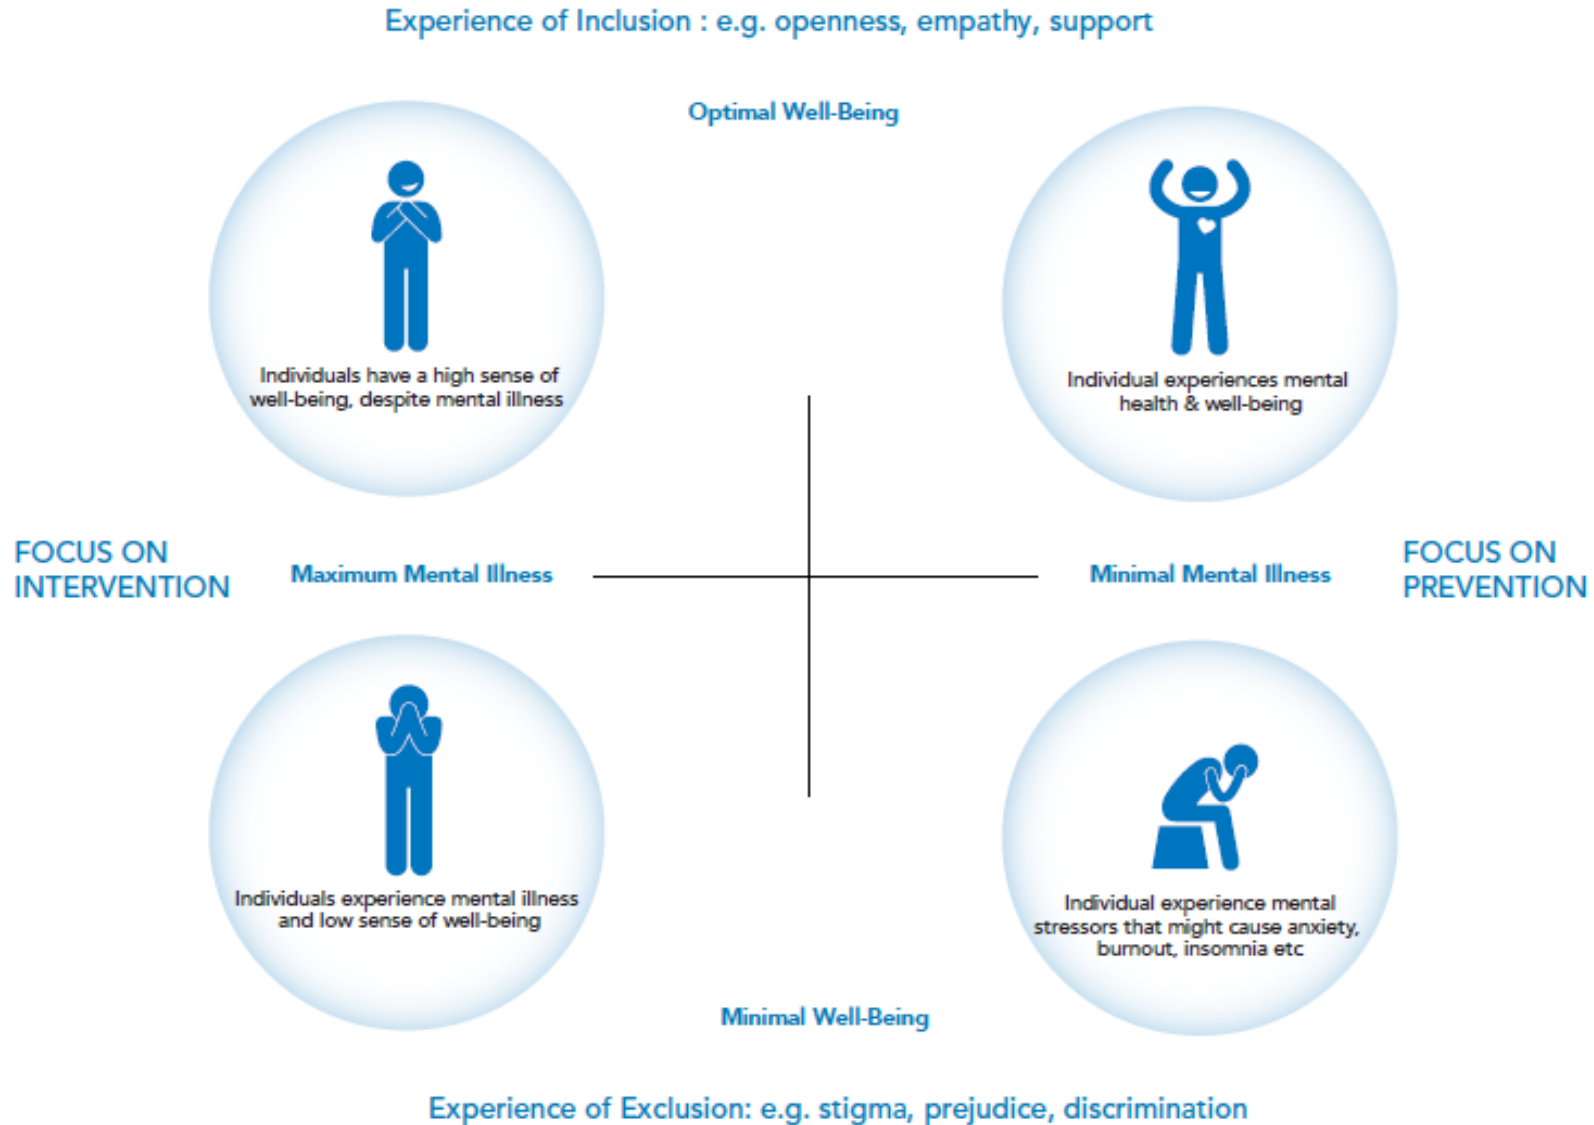 Experience of Inclusion : e.g. openness, empathy, support
Optimal Well-Being
Individuals have a high sense of
well-being, despite mental illness
Individual experiences mental
health & well-being
FOCUS ON
INTERVENTION
Maximum Mental Illness
Minimal Mental Illness
FOCUS ON
PREVENTION
Individuals experience mental illness
and low sense of well-being
Individual experience mental
stressors that might cause anxiety,
burnout, insomnia etc
Minimal Well-Being
Experience of Exclusion: e.g. stigma, prejudice, discrimination